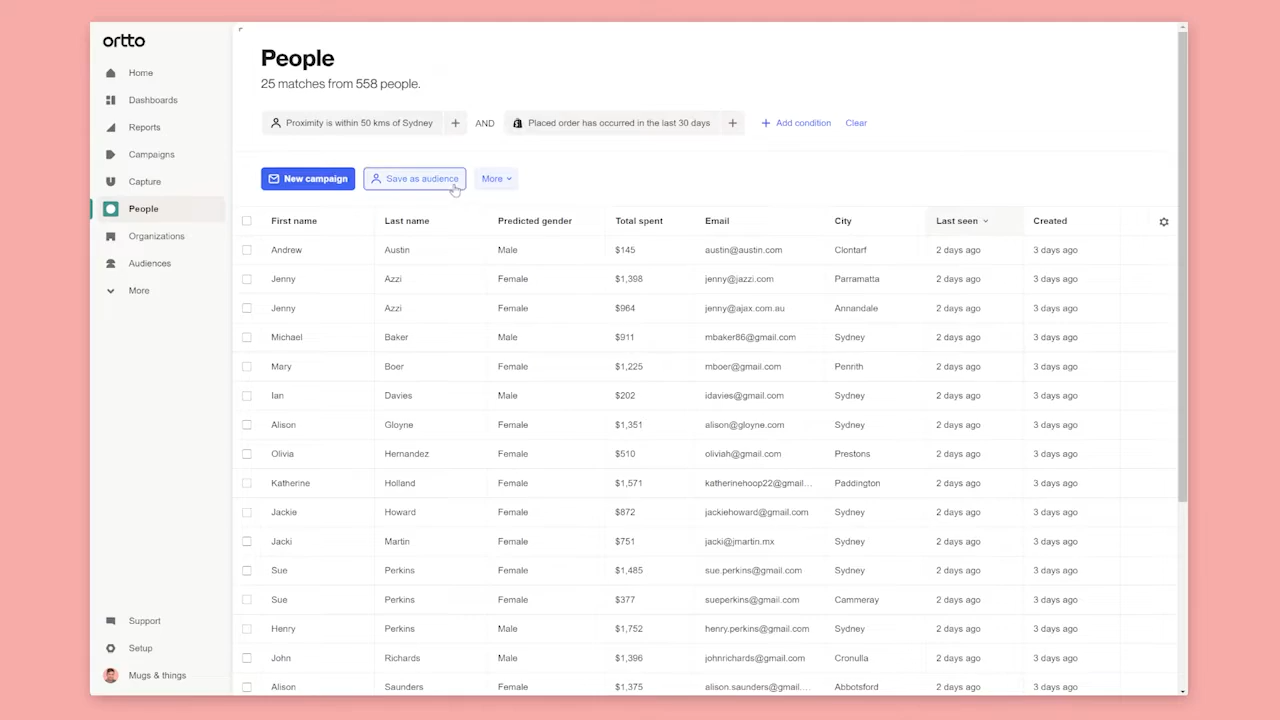 ortto
Home
Dashboards
Reports
Campaigns
Capture
People
Organizations
Audiences
More
Support
Setup
Mugs & things
People
25 matches from 558 people.
Proximity is within 50 kms of Sydney + AND Placed order has occurred in the last 30 days + + Add condition Clear
New campaign Save as audience More
First name Last name Predicted gender Total spent Email City Last seen Created
Andrew Austin Male $145 austin@austin.com Clontarf 2 days ago 3 days ago
Jenny Azzi Female $1,398 jenny@jazzi.com Parramatta 2 days ago 3 days ago
Jenny Azzi Female $964 jenny@ajax.com.au Annandale 2 days ago 3 days ago
Michael Baker Male $911 mbaker86@gmail.com Sydney 2 days ago 3 days ago
Mary Boer Female $1,225 mboer@gmail.com Penrith 2 days ago 3 days ago
Ian Davies Male $202 idavies@gmail.com Sydney 2 days ago 3 days ago
Alison Gloyne Female $1,351 alison@gloyne.com Sydney 2 days ago 3 days ago
Olivia Hernandez Female $510 oliviah@gmail.com Prestons 2 days ago 3 days ago
Katherine Holland Female $1,571 katherinehoop22@gmail... Paddington 2 days ago 3 days ago
Jackie Howard Female $872 jackiehoward@gmail.com Sydney 2 days ago 3 days ago
Jacki Martin Female $751 jacki@jmartin.mx Sydney 2 days ago 3 days ago
Sue Perkins Female $1,485 sue.perkins@gmail.com Sydney 2 days ago 3 days ago
Sue Perkins Female $377 sueperkins@gmail.com Cammeray 2 days ago 3 days ago
Henry Perkins Male $1,752 henry.perkins@gmail.com Sydney 2 days ago 3 days ago
John Richards Male $1,396 johnrichards@gmail.com Cronulla 2 days ago 3 days ago
Alison Saunders Female $1,375 alison.saunders@gmail.... Abbotsford 2 days ago 3 days ago